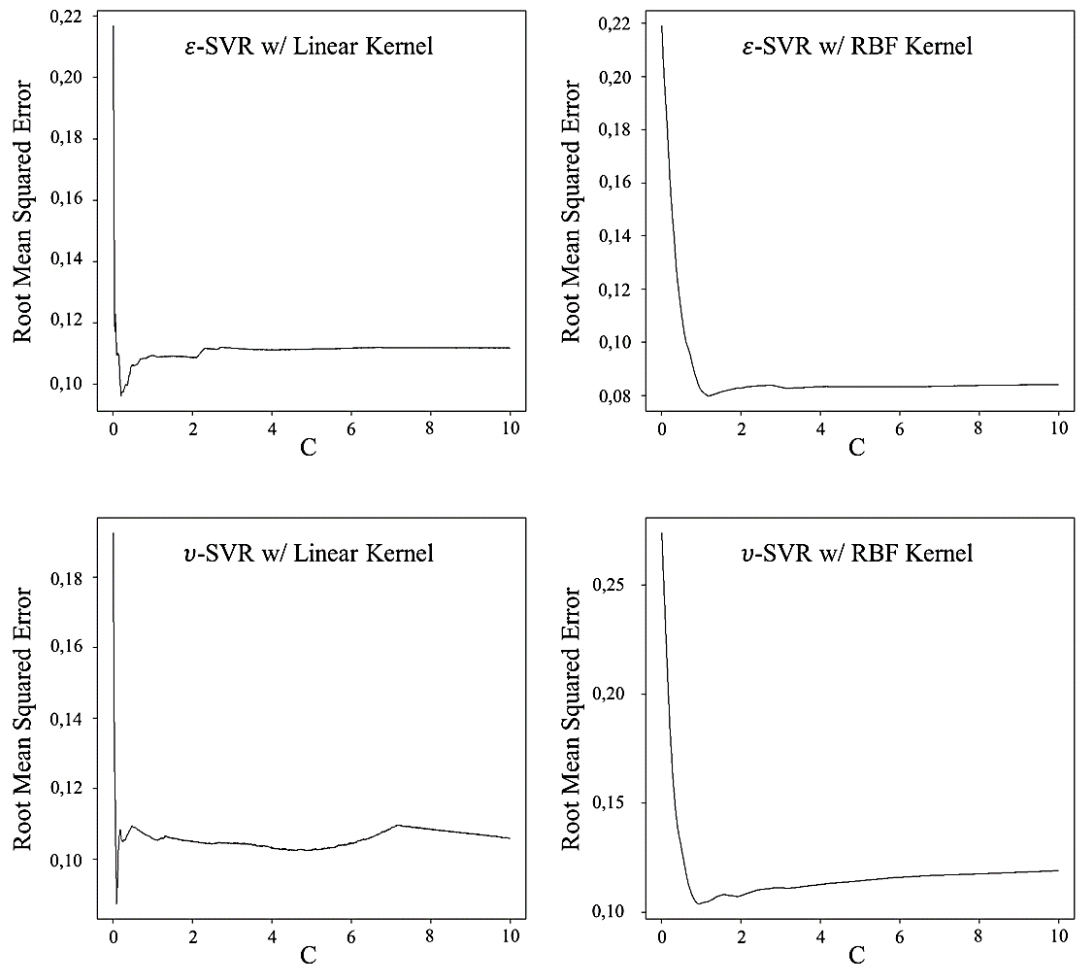 ε-SVR w/ Linear Kernel
Root Mean Squared Error
0,22
0,20
0,18
0,16
0,14
0,12
0,10
0 2 4 6 8 10
C
ε-SVR w/ RBF Kernel
Root Mean Squared Error
0,22
0,20
0,18
0,16
0,14
0,12
0,10
0,08
0 2 4 6 8 10
C
υ-SVR w/ Linear Kernel
Root Mean Squared Error
0,18
0,16
0,14
0,12
0,10
0 2 4 6 8 10
C
υ-SVR w/ RBF Kernel
Root Mean Squared Error
0,25
0,20
0,15
0,10
0 2 4 6 8 10
C